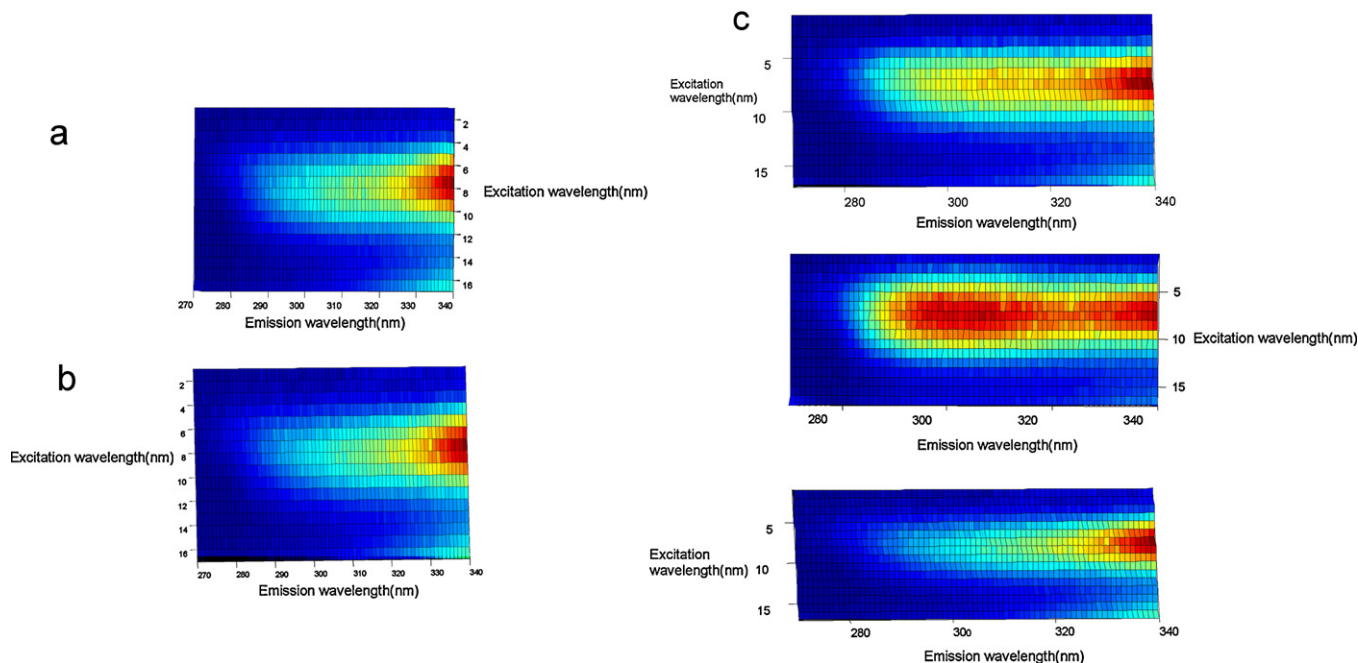 a
2
4
6
8
10
12
14
16
Excitation wavelength(nm)
270 280 290 300 310 320 330 340
Emission wavelength(nm)
b
2
4
6
8
10
12
14
16
Excitation wavelength(nm)
270 280 290 300 310 320 330 340
Emission wavelength(nm)
c
5
10
15
Excitation
wavelength(nm)
280 300 320 340
Emission wavelength(nm)
5
10
15
Excitation wavelength(nm)
280 300 320 340
Emission wavelength(nm)
5
10
15
Excitation
wavelength(nm)
280 300 320 340
Emission wavelength(nm)